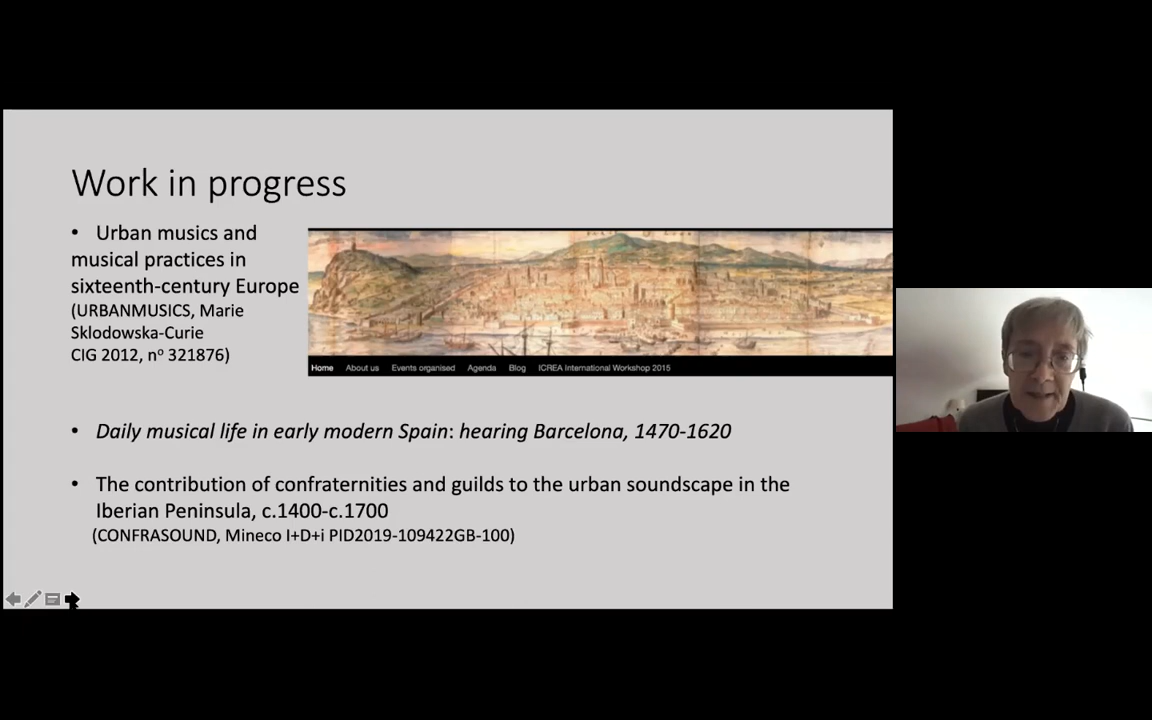 Work in progress
• Urban musics and
musical practices in
sixteenth-century Europe
(URBANMUSICS, Marie
Sklodowska-Curie
CIG 2012, nº 321876)
Home About us Events organised Agenda Blog ICREA International Workshop 2015
• Daily musical life in early modern Spain: hearing Barcelona, 1470-1620
• The contribution of confraternities and guilds to the urban soundscape in the
Iberian Peninsula, c.1400-c.1700
(CONFRASOUND, Mineco I+D+i PID2019-109422GB-100)